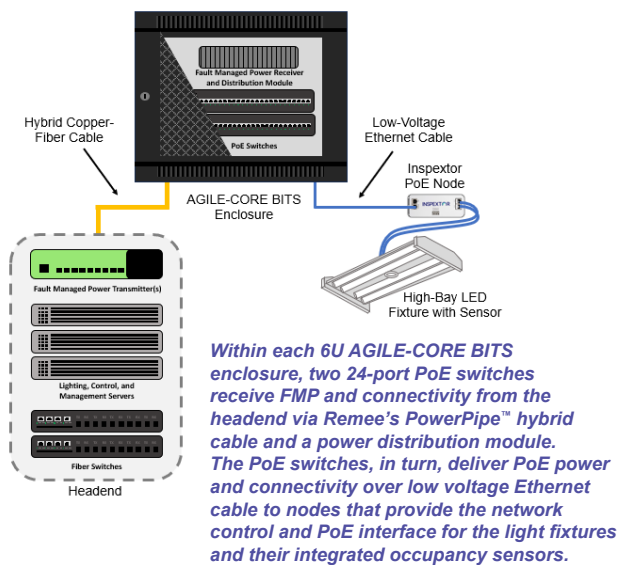 Fault Managed Power Receiver
and Distribution Module
PoE Switches
Hybrid Copper-
Fiber Cable
Low-Voltage
Ethernet Cable
Inspextor
PoE Node
AGILE-CORE BITS
Enclosure
INSPEXTOR
Fault Managed Power Transmitter(s)
High-Bay LED
Fixture with Sensor
Lighting, Control, and
Management Servers
Fiber Switches
Headend
Within each 6U AGILE-CORE BITS
enclosure, two 24-port PoE switches
receive FMP and connectivity from the
headend via Remee's PowerPipe™ hybrid
cable and a power distribution module.
The PoE switches, in turn, deliver PoE power
and connectivity over low voltage Ethernet
cable to nodes that provide the network
control and PoE interface for the light fixtures
and their integrated occupancy sensors.